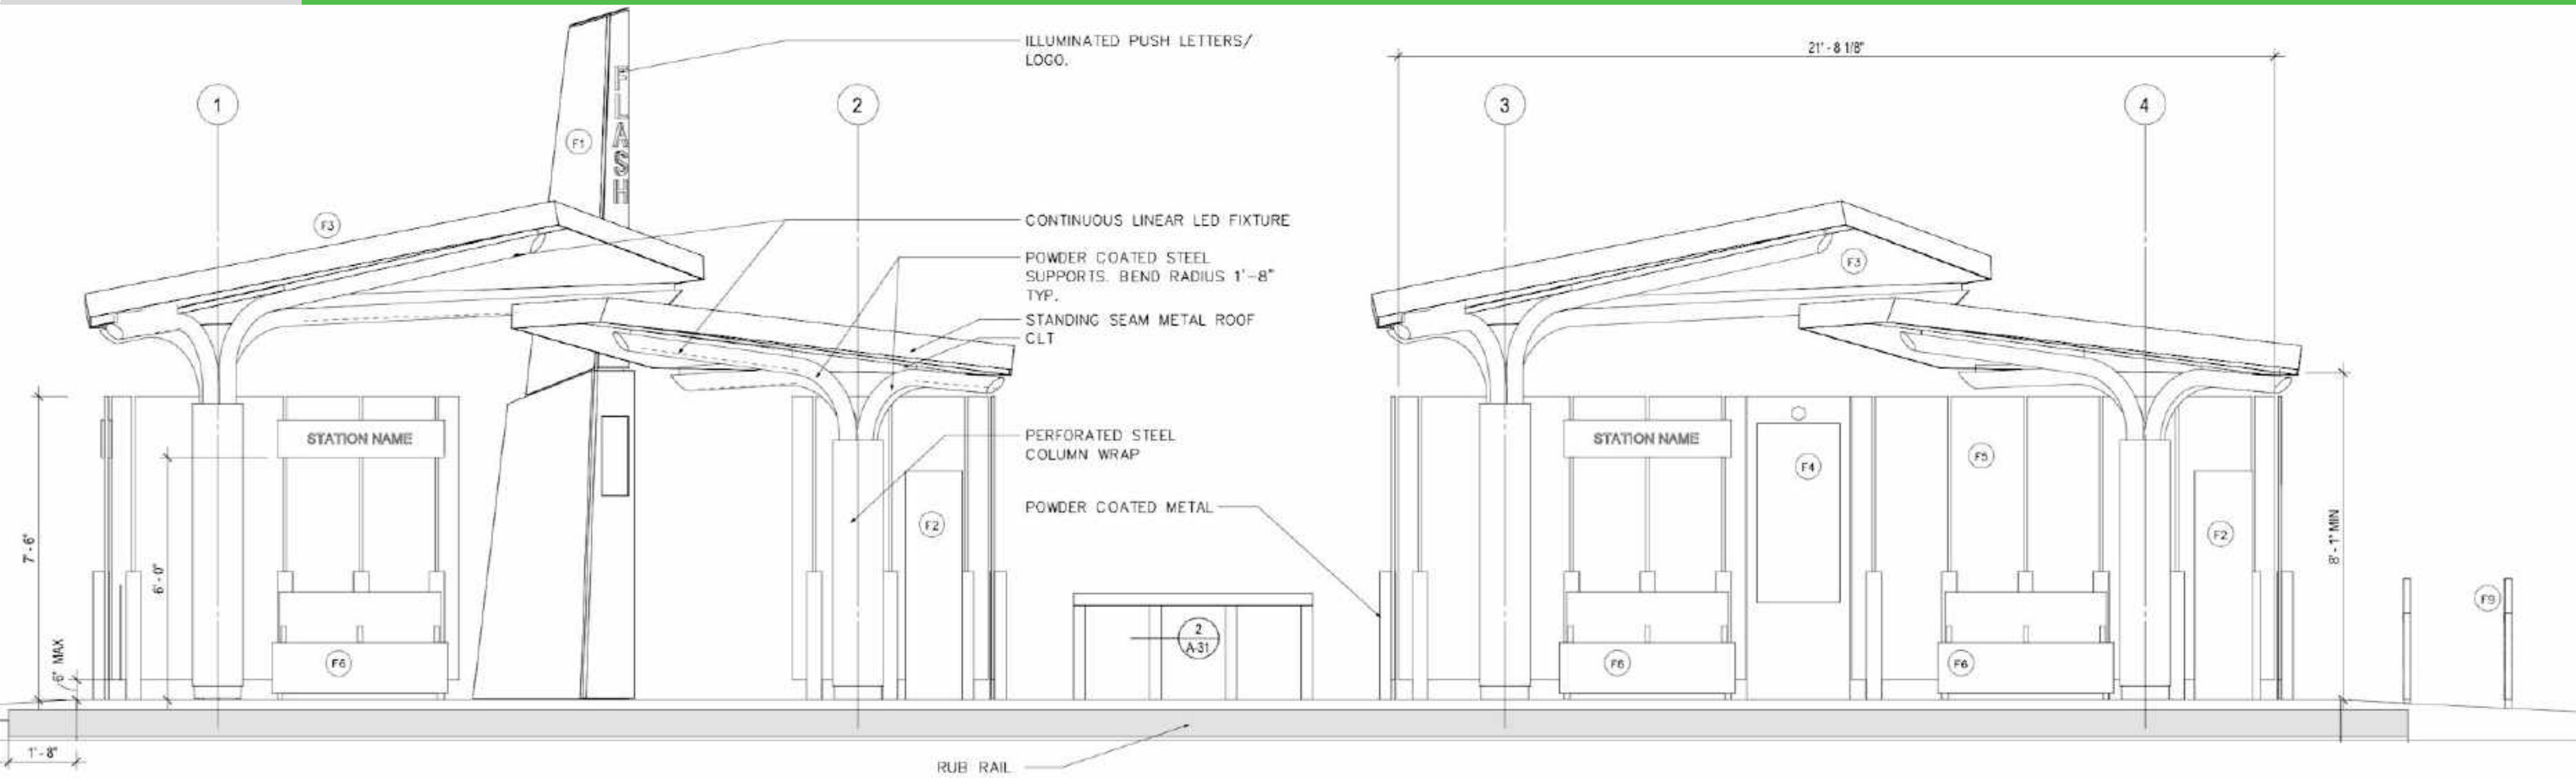 ILLUMINATED PUSH LETTERS/
LOGO.
21' - 8 1/8"
1
2
3
4
FLASH
F1
F3
CONTINUOUS LINEAR LED FIXTURE
POWDER COATED STEEL
SUPPORTS. BEND RADIUS 1'-8"
TYP.
F3
STANDING SEAM METAL ROOF
CLT
STATION NAME
PERFORATED STEEL
COLUMN WRAP
STATION NAME
F4
F5
POWDER COATED METAL
F2
F2
7'-6"
6'-0"
8' - 1" MIN
F9
2
A-31
6" MAX
F6
F6
F6
1' - 8"
RUB RAIL